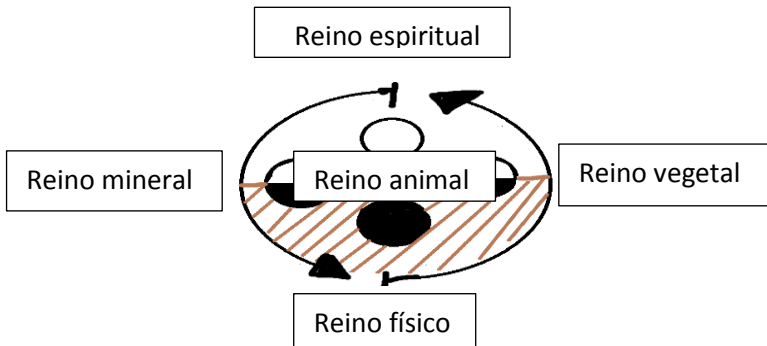 Reino espiritual
Reino mineral
Reino animal
Reino vegetal
Reino físico